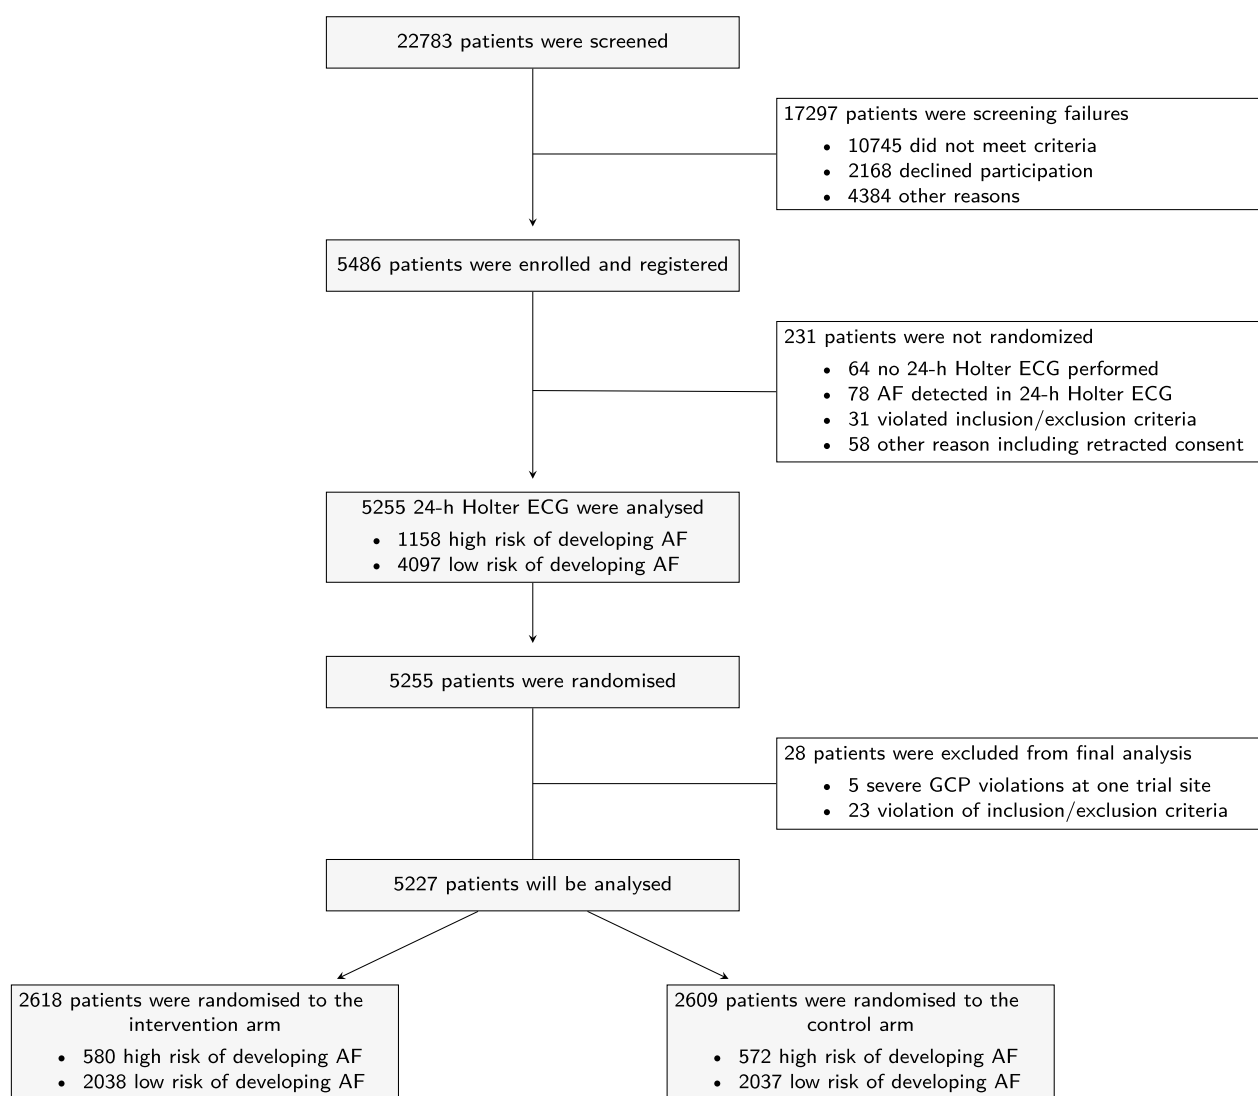 22783 patients were screened
17297 patients were screening failures
• 10745 did not meet criteria
• 2168 declined participation
• 4384 other reasons
5486 patients were enrolled and registered
231 patients were not randomized
• 64 no 24-h Holter ECG performed
• 78 AF detected in 24-h Holter ECG
• 31 violated inclusion/exclusion criteria
• 58 other reason including retracted consent
5255 24-h Holter ECG were analysed
• 1158 high risk of developing AF
• 4097 low risk of developing AF
5255 patients were randomised
28 patients were excluded from final analysis
• 5 severe GCP violations at one trial site
• 23 violation of inclusion/exclusion criteria
5227 patients will be analysed
2618 patients were randomised to the
intervention arm
• 580 high risk of developing AF
• 2038 low risk of developing AF
2609 patients were randomised to the
control arm
• 572 high risk of developing AF
• 2037 low risk of developing AF